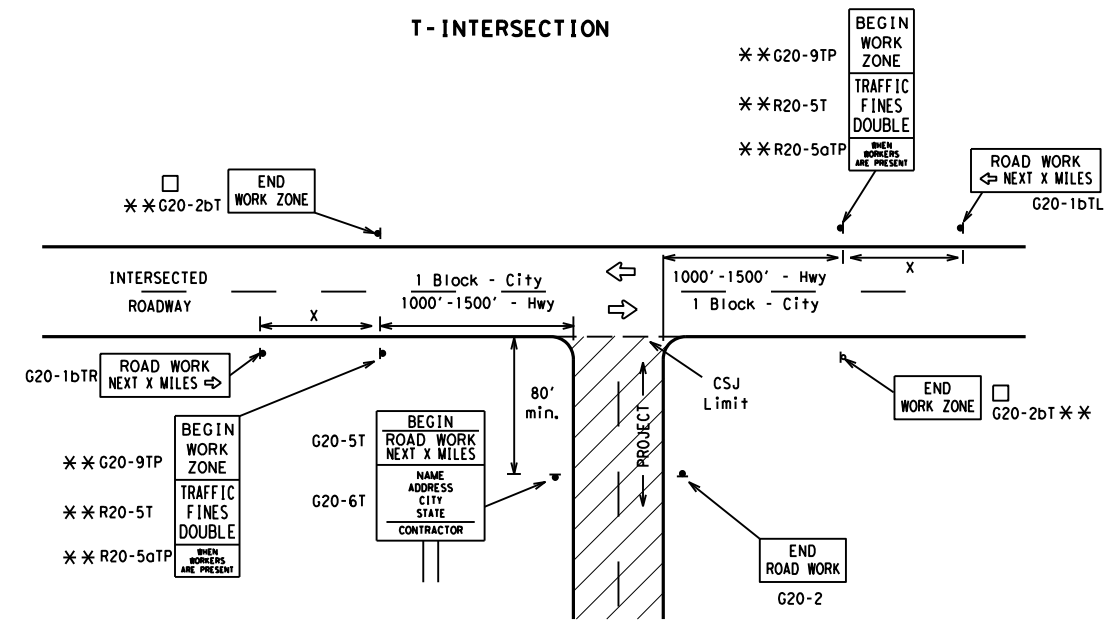 T-INTERSECTION
✳✳G20-9TP
BEGIN
WORK
ZONE
✳✳R20-5T
TRAFFIC
FINES
DOUBLE
✳✳R20-5aTP
WHEN
WORKERS
ARE PRESENT
ROAD WORK
⇦ NEXT X MILES
G20-1bTL
□
✳✳G20-2bT
END
WORK ZONE
INTERSECTED
ROADWAY
1 Block - City
1000'-1500' - Hwy
X
1000'-1500' - Hwy
1 Block - City
X
G20-1bTR
ROAD WORK
NEXT X MILES ⇨
80'
min.
CSJ
Limit
PROJECT
END
WORK ZONE
□
G20-2bT ✳✳
✳✳G20-9TP
BEGIN
WORK
ZONE
✳✳R20-5T
TRAFFIC
FINES
DOUBLE
✳✳R20-5aTP
WHEN
WORKERS
ARE PRESENT
G20-5T
BEGIN
ROAD WORK
NEXT X MILES
G20-6T
NAME
ADDRESS
CITY
STATE
CONTRACTOR
END
ROAD WORK
G20-2